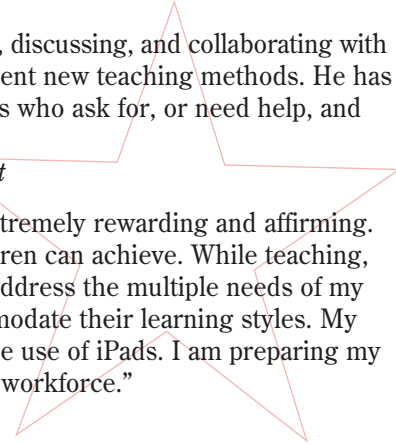 , discussing, and collaborating with
ent new teaching methods. He has
s who ask for, or need help, and
t
tremely rewarding and affirming.
ren can achieve. While teaching,
ddress the multiple needs of my
modate their learning styles. My
e use of iPads. I am preparing my
workforce.”